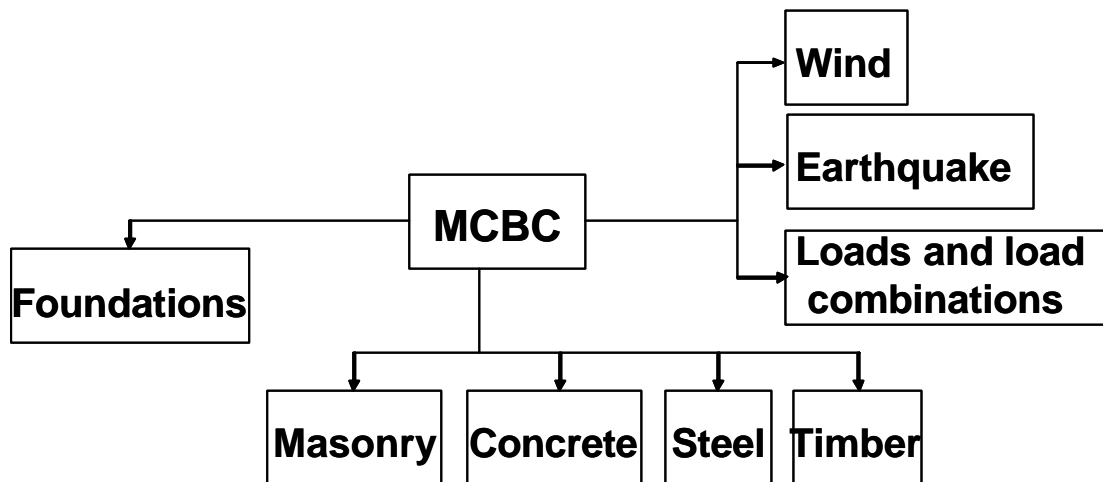 Wind
Earthquake
MCBC
Loads and load
combinations
Foundations
Masonry
Concrete
Steel
Timber